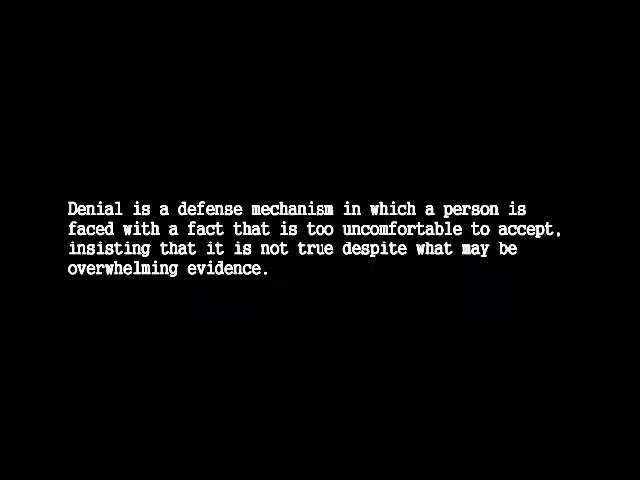 Denial is a defense mechanism in which a person is
faced with a fact that is too uncomfortable to accept,
insisting that it is not true despite what may be
overwhelming evidence.